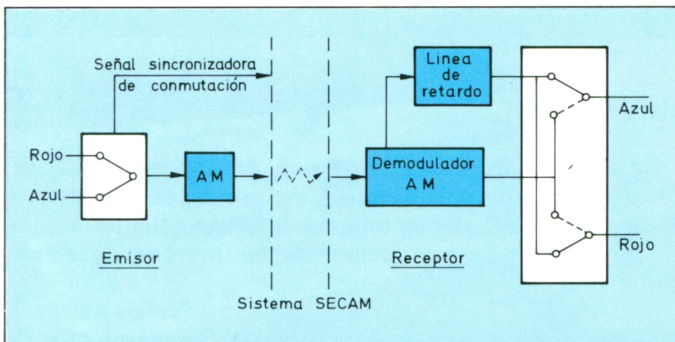 Señal sincronizadora
de conmutación
Linea
de
retardo
Azul
Rojo
Azul
AM
Demodulador
AM
Rojo
Emisor
Receptor
Sistema SECAM